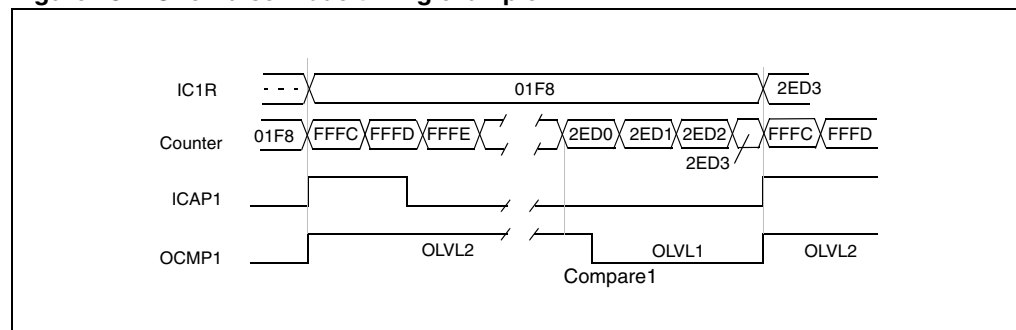 IC1R
- - -
01F8
2ED3
Counter
01F8 FFFC FFFD FFFE 2ED0 2ED1 2ED2 FFFC FFFD
2ED3
ICAP1
OCMP1
OLVL2 OLVL1 OLVL2
Compare1